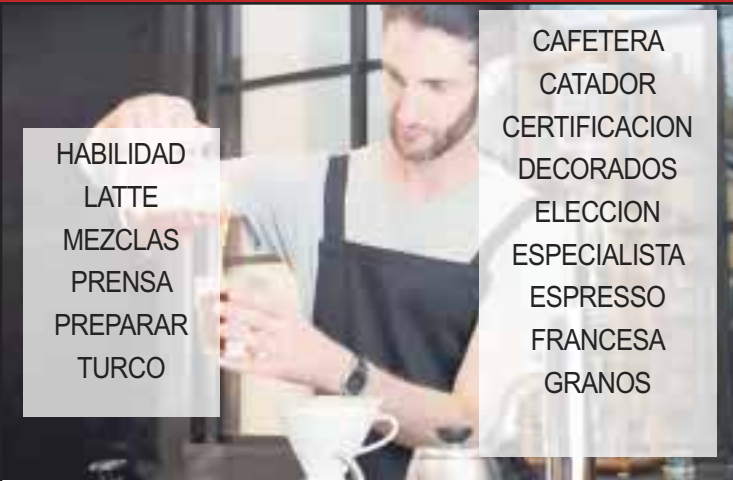 HABILIDAD
LATTE
MEZCLAS
PRENSA
PREPARAR
TURCO
CAFETERA
CATADOR
CERTIFICACION
DECORADOS
ELECCION
ESPECIALISTA
ESPRESSO
FRANCESA
GRANOS